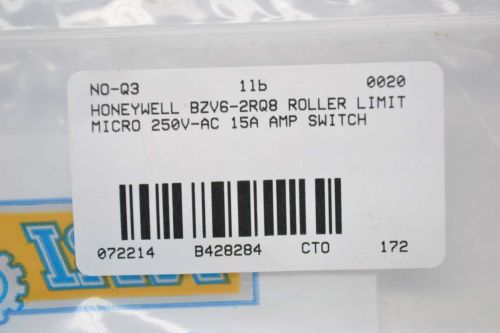 NO-Q3 1lb 0020
HONEYWELL BZV6-2RQ8 ROLLER LIMIT
MICRO 250V-AC 15A AMP SWITCH
072214 B428284 CTO 172